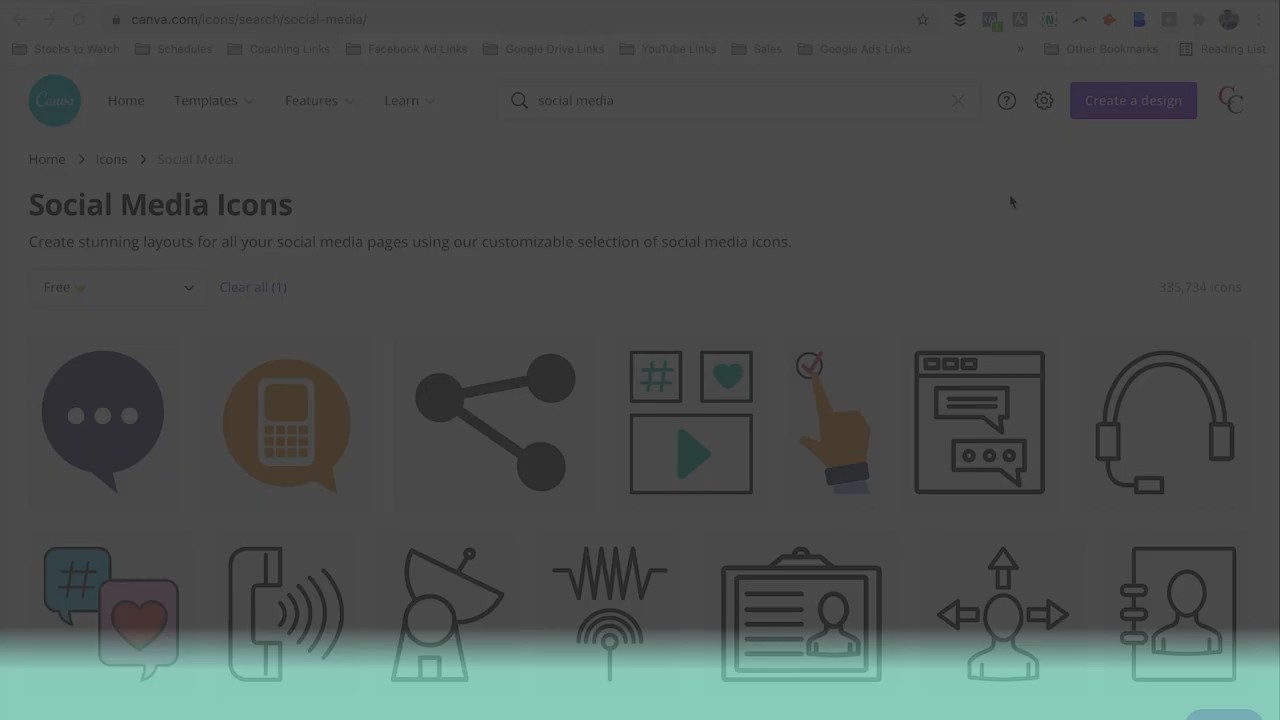 canva.com/icons/search/social-media/
Stocks to Watch Schedules Coaching Links Facebook Ad Links Google Drive Links YouTube Links Sales Google Ads Links » Other Bookmarks Reading List
Canva Home Templates Features Learn social media Create a design CC
Home > Icons > Social Media
Social Media Icons
Create stunning layouts for all your social media pages using our customizable selection of social media icons.
Free Clear all (1) 335,734 icons
#
#